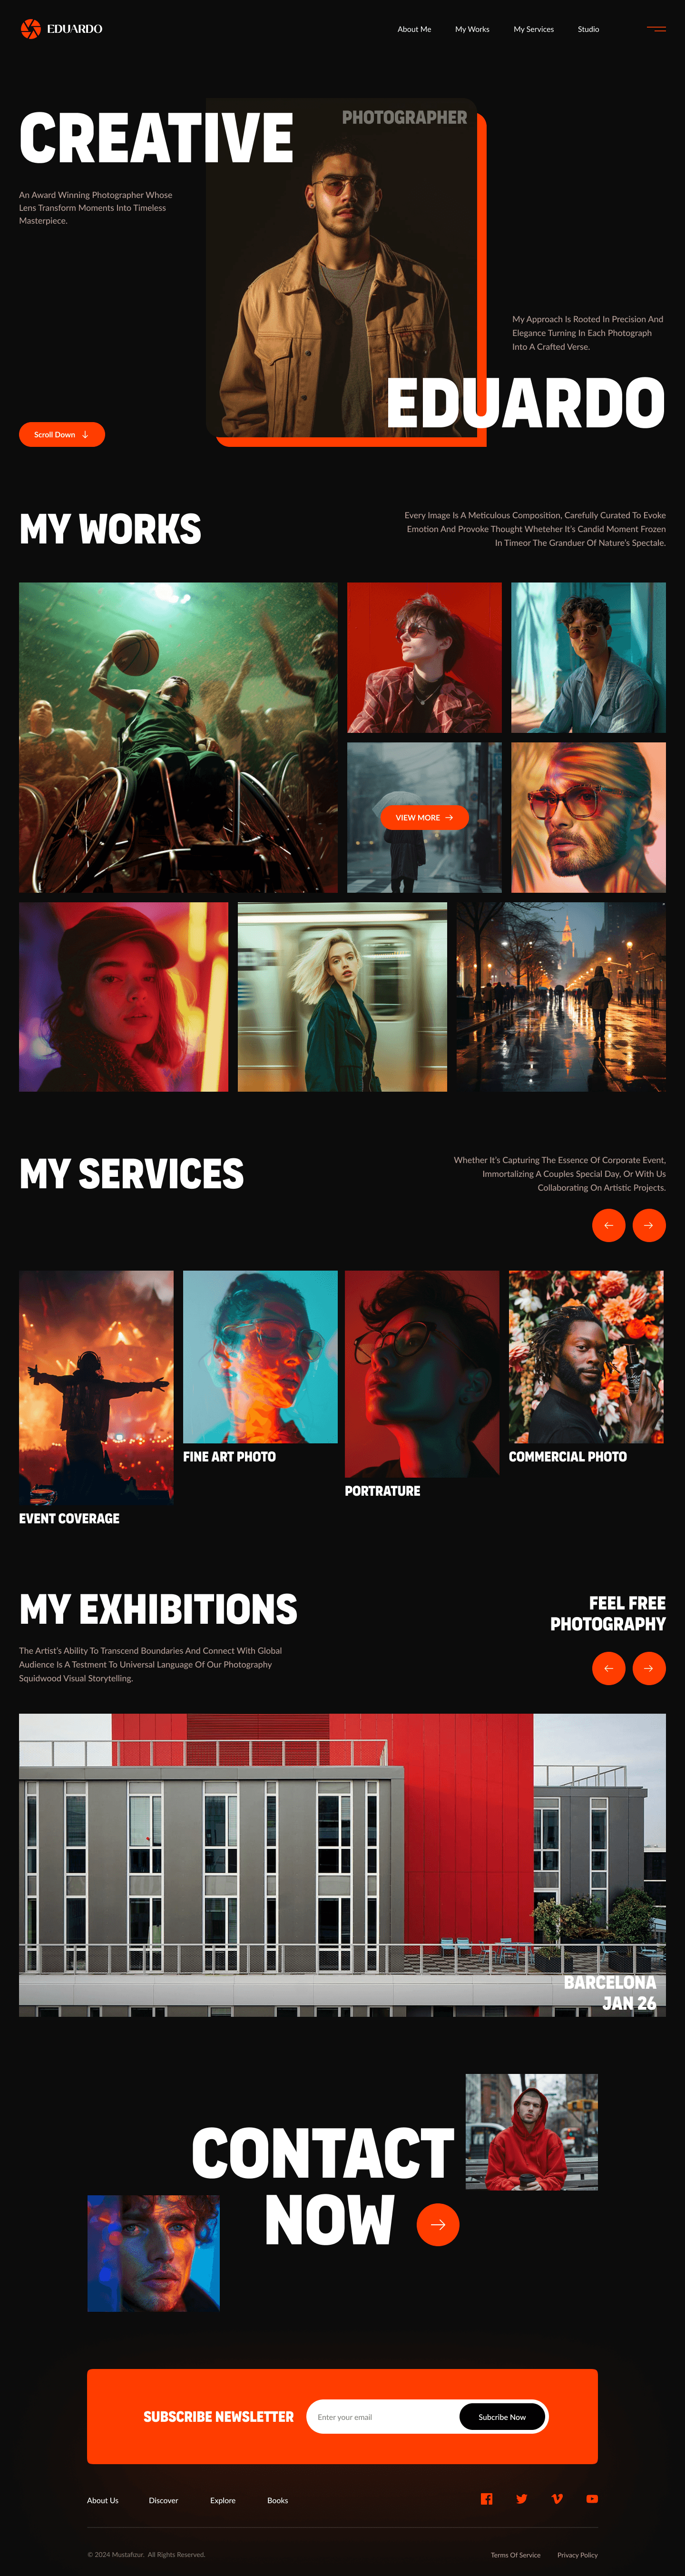 EDUARDO
About Me
My Works
My Services
Studio
CREATIVE
PHOTOGRAPHER
An Award Winning Photographer Whose
Lens Transform Moments Into Timeless
Masterpiece.
My Approach Is Rooted In Precision And
Elegance Turning In Each Photograph
Into A Crafted Verse.
EDUARDO
Scroll Down
MY WORKS
Every Image Is A Meticulous Composition, Carefully Curated To Evoke
Emotion And Provoke Thought Wheteher It's Candid Moment Frozen
In Timeor The Granduer Of Nature's Spectale.
VIEW MORE
MY SERVICES
Whether It's Capturing The Essence Of Corporate Event,
Immortalizing A Couples Special Day, Or With Us
Collaborating On Artistic Projects.
EVENT COVERAGE
FINE ART PHOTO
PORTRATURE
COMMERCIAL PHOTO
MY EXHIBITIONS
The Artist's Ability To Transcend Boundaries And Connect With Global
Audience Is A Testment To Universal Language Of Our Photography
Squidwood Visual Storytelling.
FEEL FREE
PHOTOGRAPHY
BARCELONA
JAN 26
CONTACT
NOW
SUBSCRIBE NEWSLETTER
Enter your email
Subcribe Now
About Us
Discover
Explore
Books
© 2024 Mustafizur. All Rights Reserved.
Terms Of Service
Privacy Policy